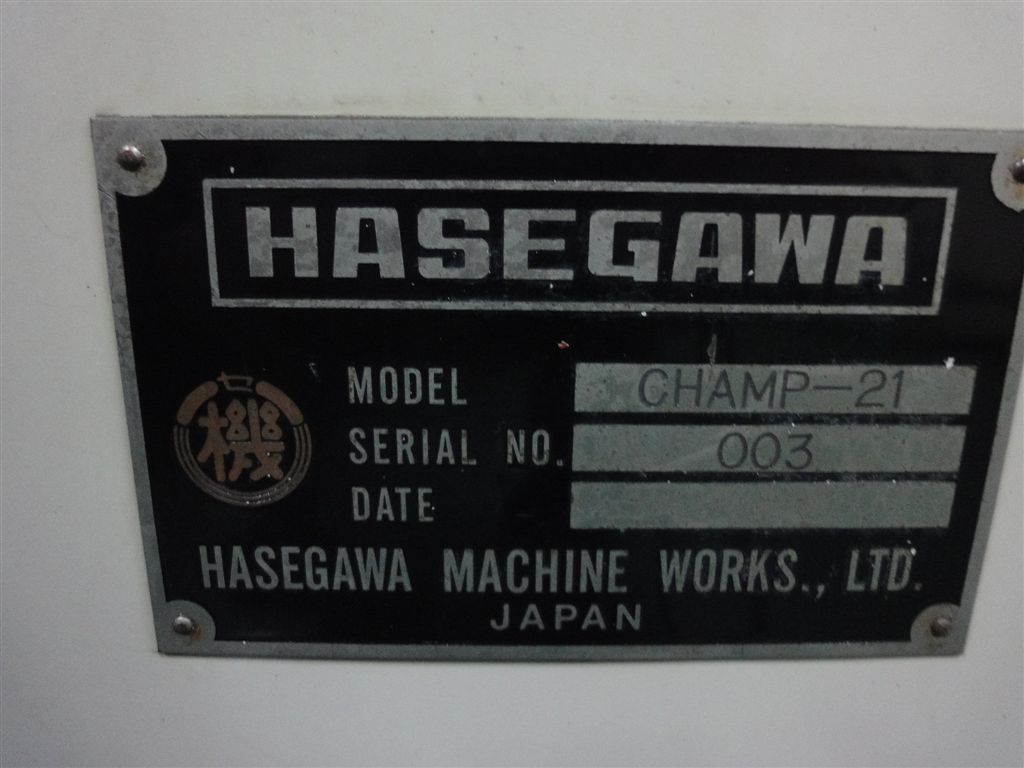 HASEGAWA
MODEL CHAMP-21
SERIAL NO. 003
DATE
機
HASEGAWA MACHINE WORKS., LTD.
JAPAN